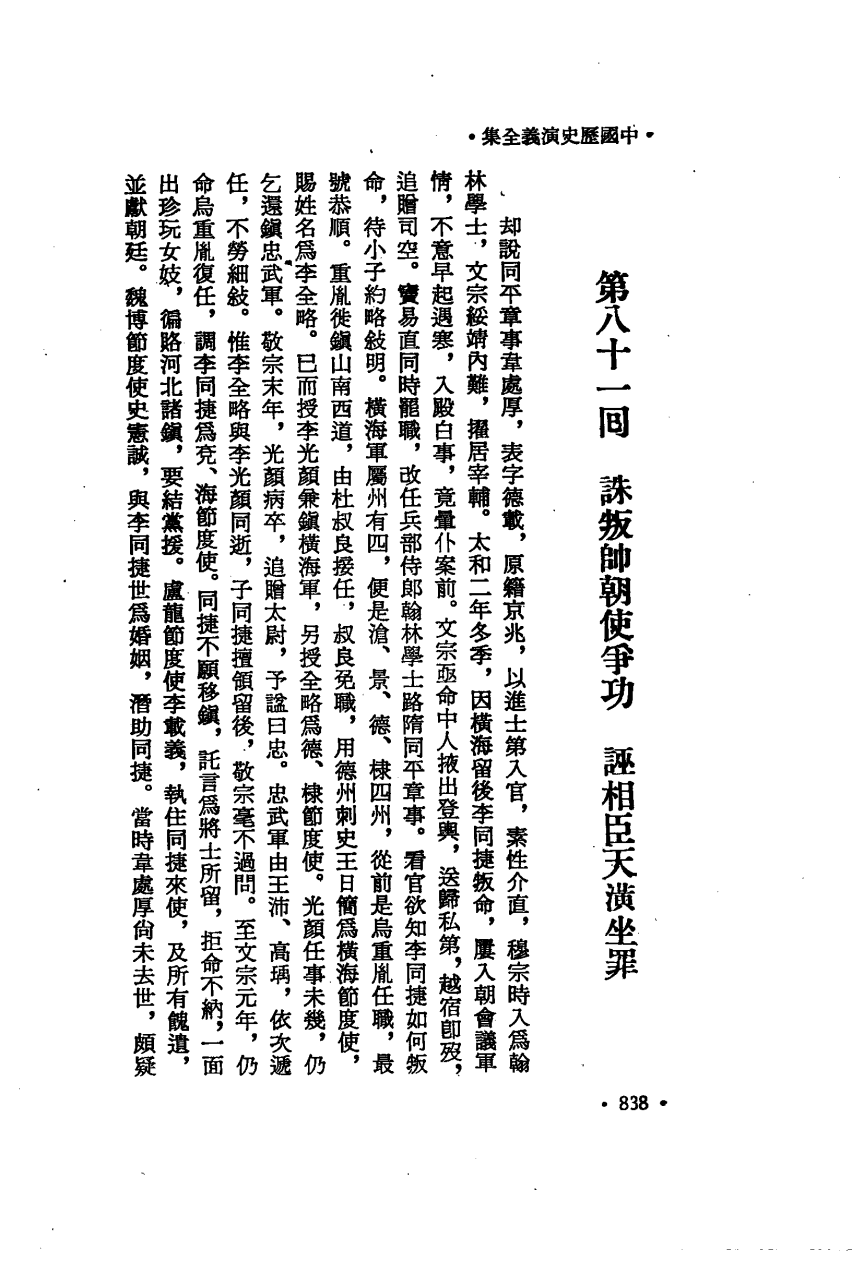 •中國歷史演義全集•
第八十一回　誅叛帥朝使爭功　誣相臣天潢坐罪
却說同平章事韋處厚，表字德載，原籍京兆，以進士第入官，素性介直，穆宗時入爲翰
林學士，文宗綏靖內難，擢居宰輔。太和二年冬季，因橫海留後李同捷叛命，屢入朝會議軍
情，不意早起遇寒，入殿白事，竟暈仆案前。文宗亟命中人掖出登輿，送歸私第，越宿卽歿，
追贈司空。竇易直同時罷職，改任兵部侍郎翰林學士路隋同平章事。看官欲知李同捷如何叛
命，待小子約略敍明。橫海軍屬州有四，便是滄、景、德、棣四州，從前是烏重胤任職，最
號恭順。重胤徙鎭山南西道，由杜叔良接任，叔良免職，用德州刺史王日簡爲橫海節度使，
賜姓名爲李全略。已而授李光顏兼鎭橫海軍，另授全略爲德、棣節度使。光顏任事未幾，仍
乞還鎭忠武軍。敬宗末年，光顏病卒，追贈太尉，予諡曰忠。忠武軍由王沛、高瑀，依次遞
任，不勞細敍。惟李全略與李光顏同逝，子同捷擅領留後，敬宗毫不過問。至文宗元年，仍
命烏重胤復任，調李同捷爲兗、海節度使。同捷不願移鎭，託言爲將士所留，拒命不納，一面
出珍玩女妓，徧賂河北諸鎭，要結黨援。盧龍節度使李載義，執住同捷來使，及所有餽遺，
並獻朝廷。魏博節度使史憲誠，與李同捷世爲婚姻，潛助同捷。當時韋處厚尙未去世，頗疑
• 838 •